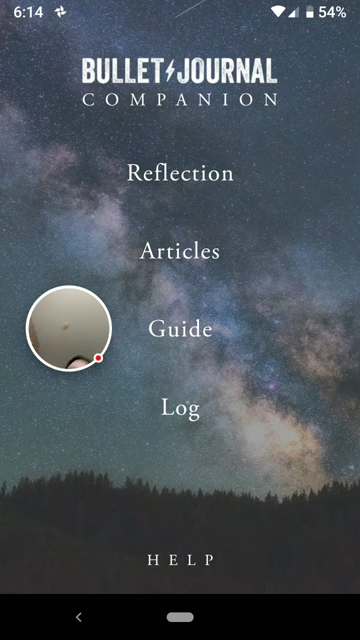 6:14 54%
BULLET JOURNAL
COMPANION
Reflection
Articles
Guide
Log
HELP